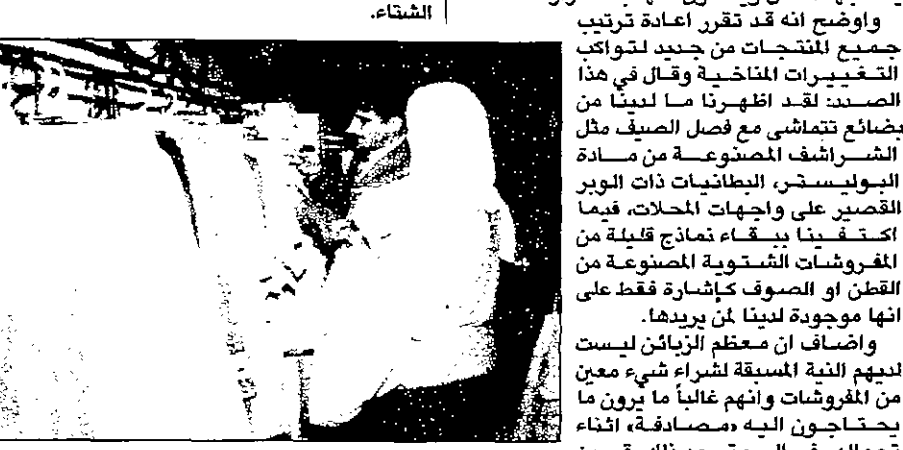 واوضح انه قد تقرر اعادة ترتيب
جميع المنتجات من جديد لتواكب
التغييرات المناخية وقال في هذا
الصدد: لقد اظهرنا ما لدينا من
بضائع تتماشى مع فصل الصيف مثل
الشراشف المصنوعة من مادة
البوليستر، البطانيات ذات الوبر
القصير على واجهات المحلات، فيما
اكتفينا ببقاء نماذج قليلة من
المفروشات الشتوية المصنوعة من
القطن او الصوف كإشارة فقط على
انها موجودة لدينا لمن يريدها.
واضاف ان معظم الزبائن ليست
لديهم النية المسبقة لشراء شيء معين
من المفروشات وانهم غالباً ما يرون ما
يحتاجون اليه «مصادفة» اثناء
الشتاء.